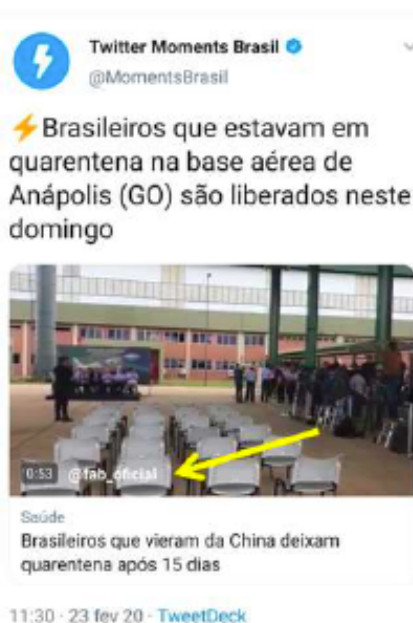 Twitter Moments Brasil
@MomentsBrasil
⚡Brasileiros que estavam em
quarentena na base aérea de
Anápolis (GO) são liberados neste
domingo
0:53 @fab_oficial
Saúde
Brasileiros que vieram da China deixam
quarentena após 15 dias
11:30 · 23 fev 20 · TweetDeck